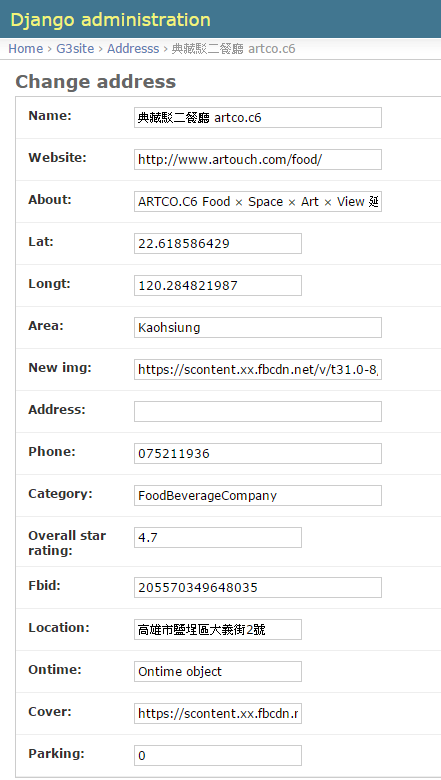 Django administration
Home › G3site › Addresss › 典藏駁二餐廳 artco.c6
Change address
Name: 典藏駁二餐廳 artco.c6
Website: http://www.artouch.com/food/
About: ARTCO.C6 Food × Space × Art × View 延
Lat: 22.618586429
Longt: 120.284821987
Area: Kaohsiung
New img: https://scontent.xx.fbcdn.net/v/t31.0-8,
Address:
Phone: 075211936
Category: FoodBeverageCompany
Overall star
rating: 4.7
Fbid: 205570349648035
Location: 高雄市鹽埕區大義街2號
Ontime: Ontime object
Cover: https://scontent.xx.fbcdn.r
Parking: 0